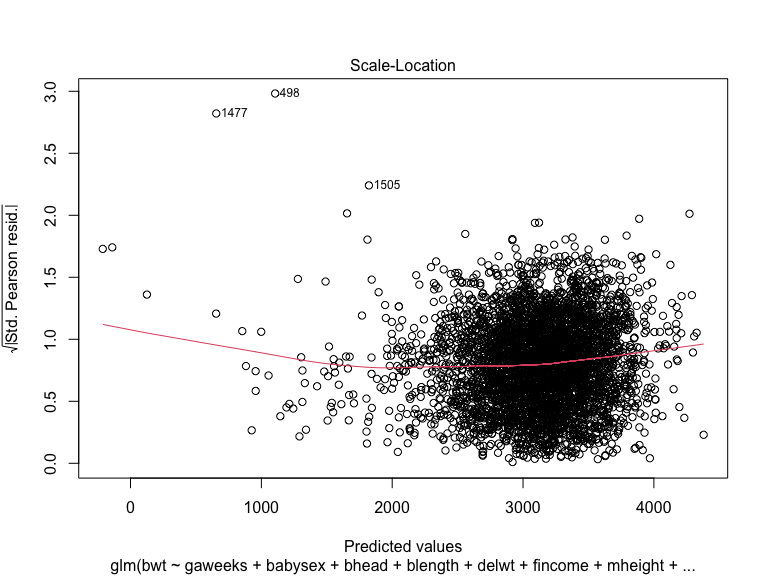 Scale-Location
√|Std. Pearson resid.|
3.0
2.5
2.0
1.5
1.0
0.5
0.0
498
1477
1505
0 1000 2000 3000 4000
Predicted values
glm(bwt ~ gaweeks + babysex + bhead + blength + delwt + fincome + mheight + ...